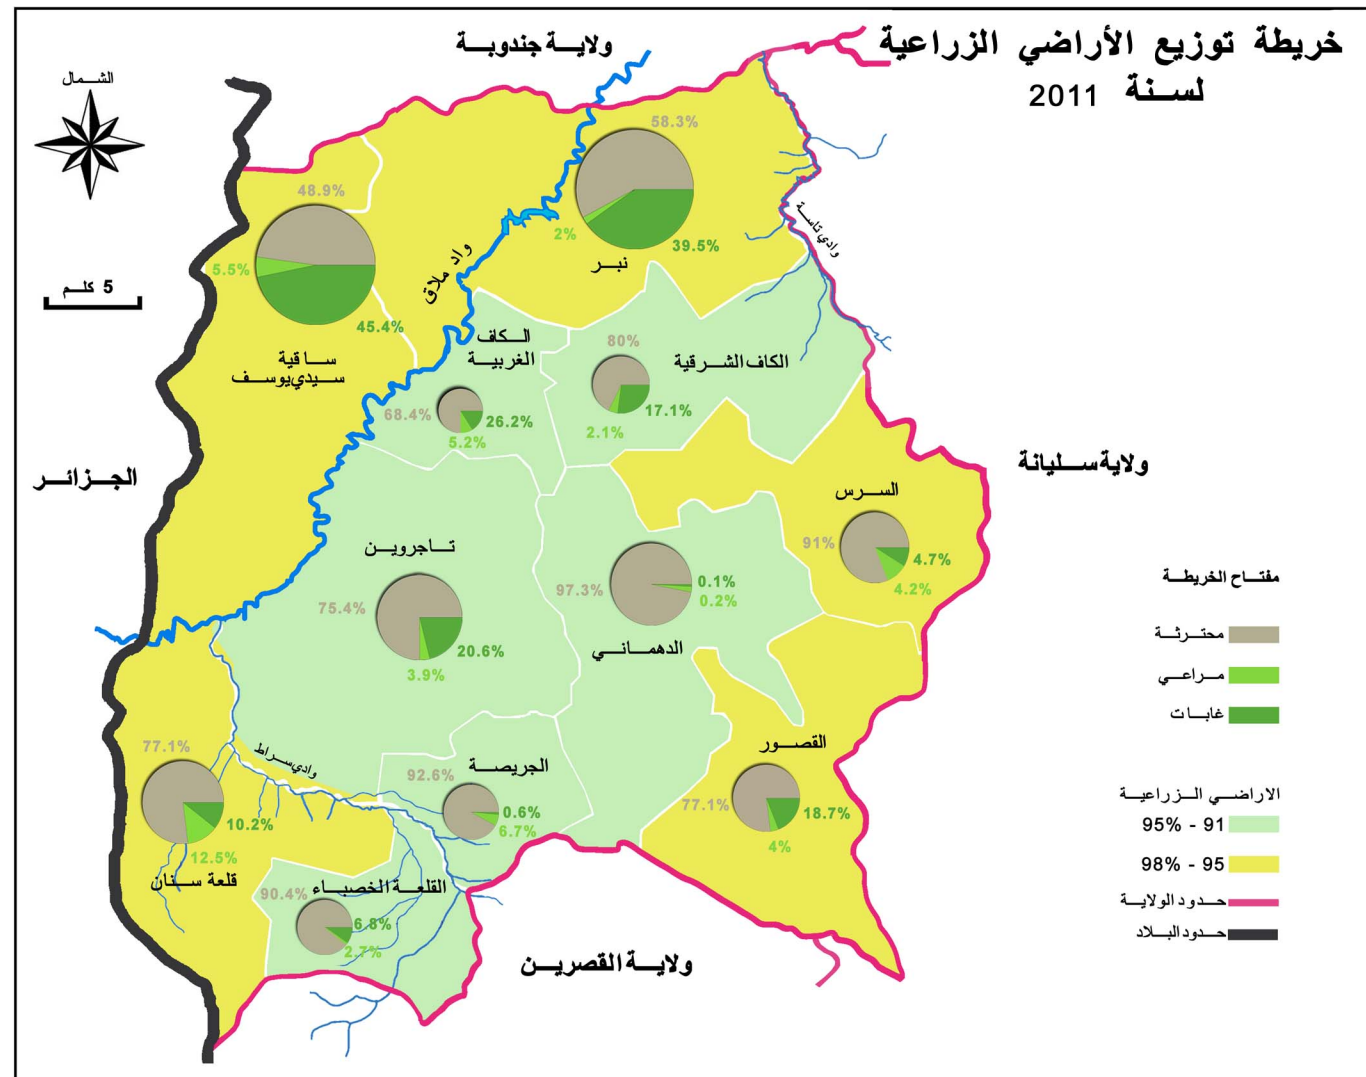 خريطة توزيع الأراضي الزراعية
لسنة 2011
الشمال
5 كلم
ولاية جندوبة
الجزائر
ولاية سليانة
ولاية القصرين
واد ملاق
وادي تاسة
وادي سراط
58.3%
2%
39.5%
نبر
48.9%
5.5%
45.4%
ساقية
سيدي يوسف
الكاف
الغربية
68.4%
26.2%
5.2%
80%
الكاف الشرقية
17.1%
2.1%
السرس
91%
4.7%
4.2%
تاجروين
75.4%
20.6%
3.9%
97.3%
0.1%
0.2%
الدهماني
القصور
77.1%
18.7%
4%
الجريصة
92.6%
0.6%
6.7%
77.1%
10.2%
12.5%
قلعة سنان
القلعة الخصباء
90.4%
6.8%
2.7%
مفتاح الخريطة
محترثة
مراعي
غابات
الاراضي الزراعية
95% - 91
98% - 95
حدود الولاية
حدود البلاد